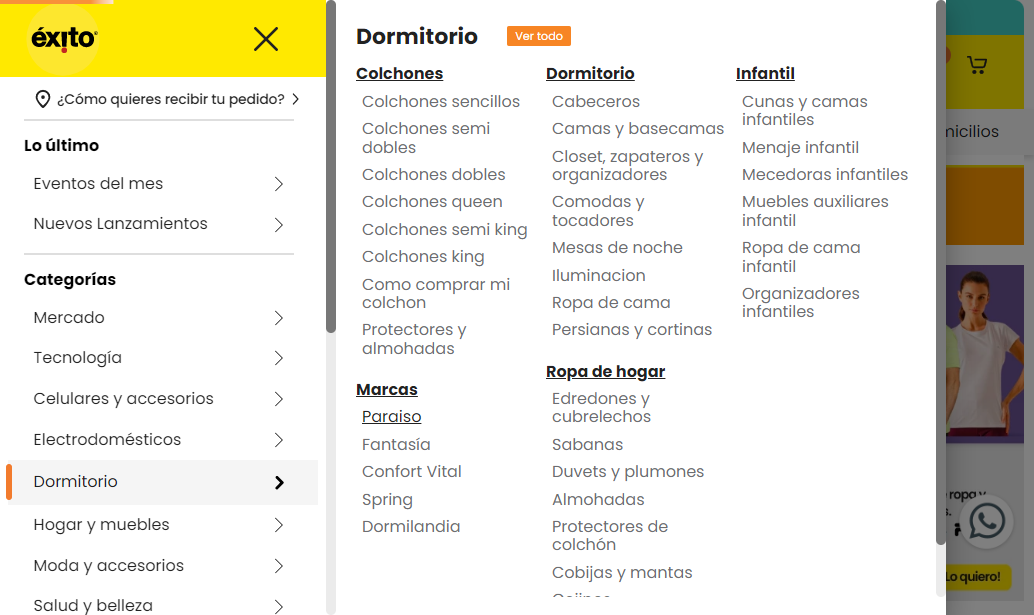 éxito
¿Cómo quieres recibir tu pedido?
Lo último
Eventos del mes
Nuevos Lanzamientos
Categorías
Mercado
Tecnología
Celulares y accesorios
Electrodomésticos
Dormitorio
Hogar y muebles
Moda y accesorios
Salud y belleza
Dormitorio
Ver todo
Colchones
Colchones sencillos
Colchones semi
dobles
Colchones dobles
Colchones queen
Colchones semi king
Colchones king
Como comprar mi
colchon
Protectores y
almohadas
Marcas
Paraiso
Fantasía
Confort Vital
Spring
Dormilandia
Dormitorio
Cabeceros
Camas y basecamas
Closet, zapateros y
organizadores
Comodas y
tocadores
Mesas de noche
Iluminacion
Ropa de cama
Persianas y cortinas
Ropa de hogar
Edredones y
cubrelechos
Sabanas
Duvets y plumones
Almohadas
Protectores de
colchón
Cobijas y mantas
Infantil
Cunas y camas
infantiles
Menaje infantil
Mecedoras infantiles
Muebles auxiliares
infantil
Ropa de cama
infantil
Organizadores
infantiles
micilios
ropa y
Lo quiero!